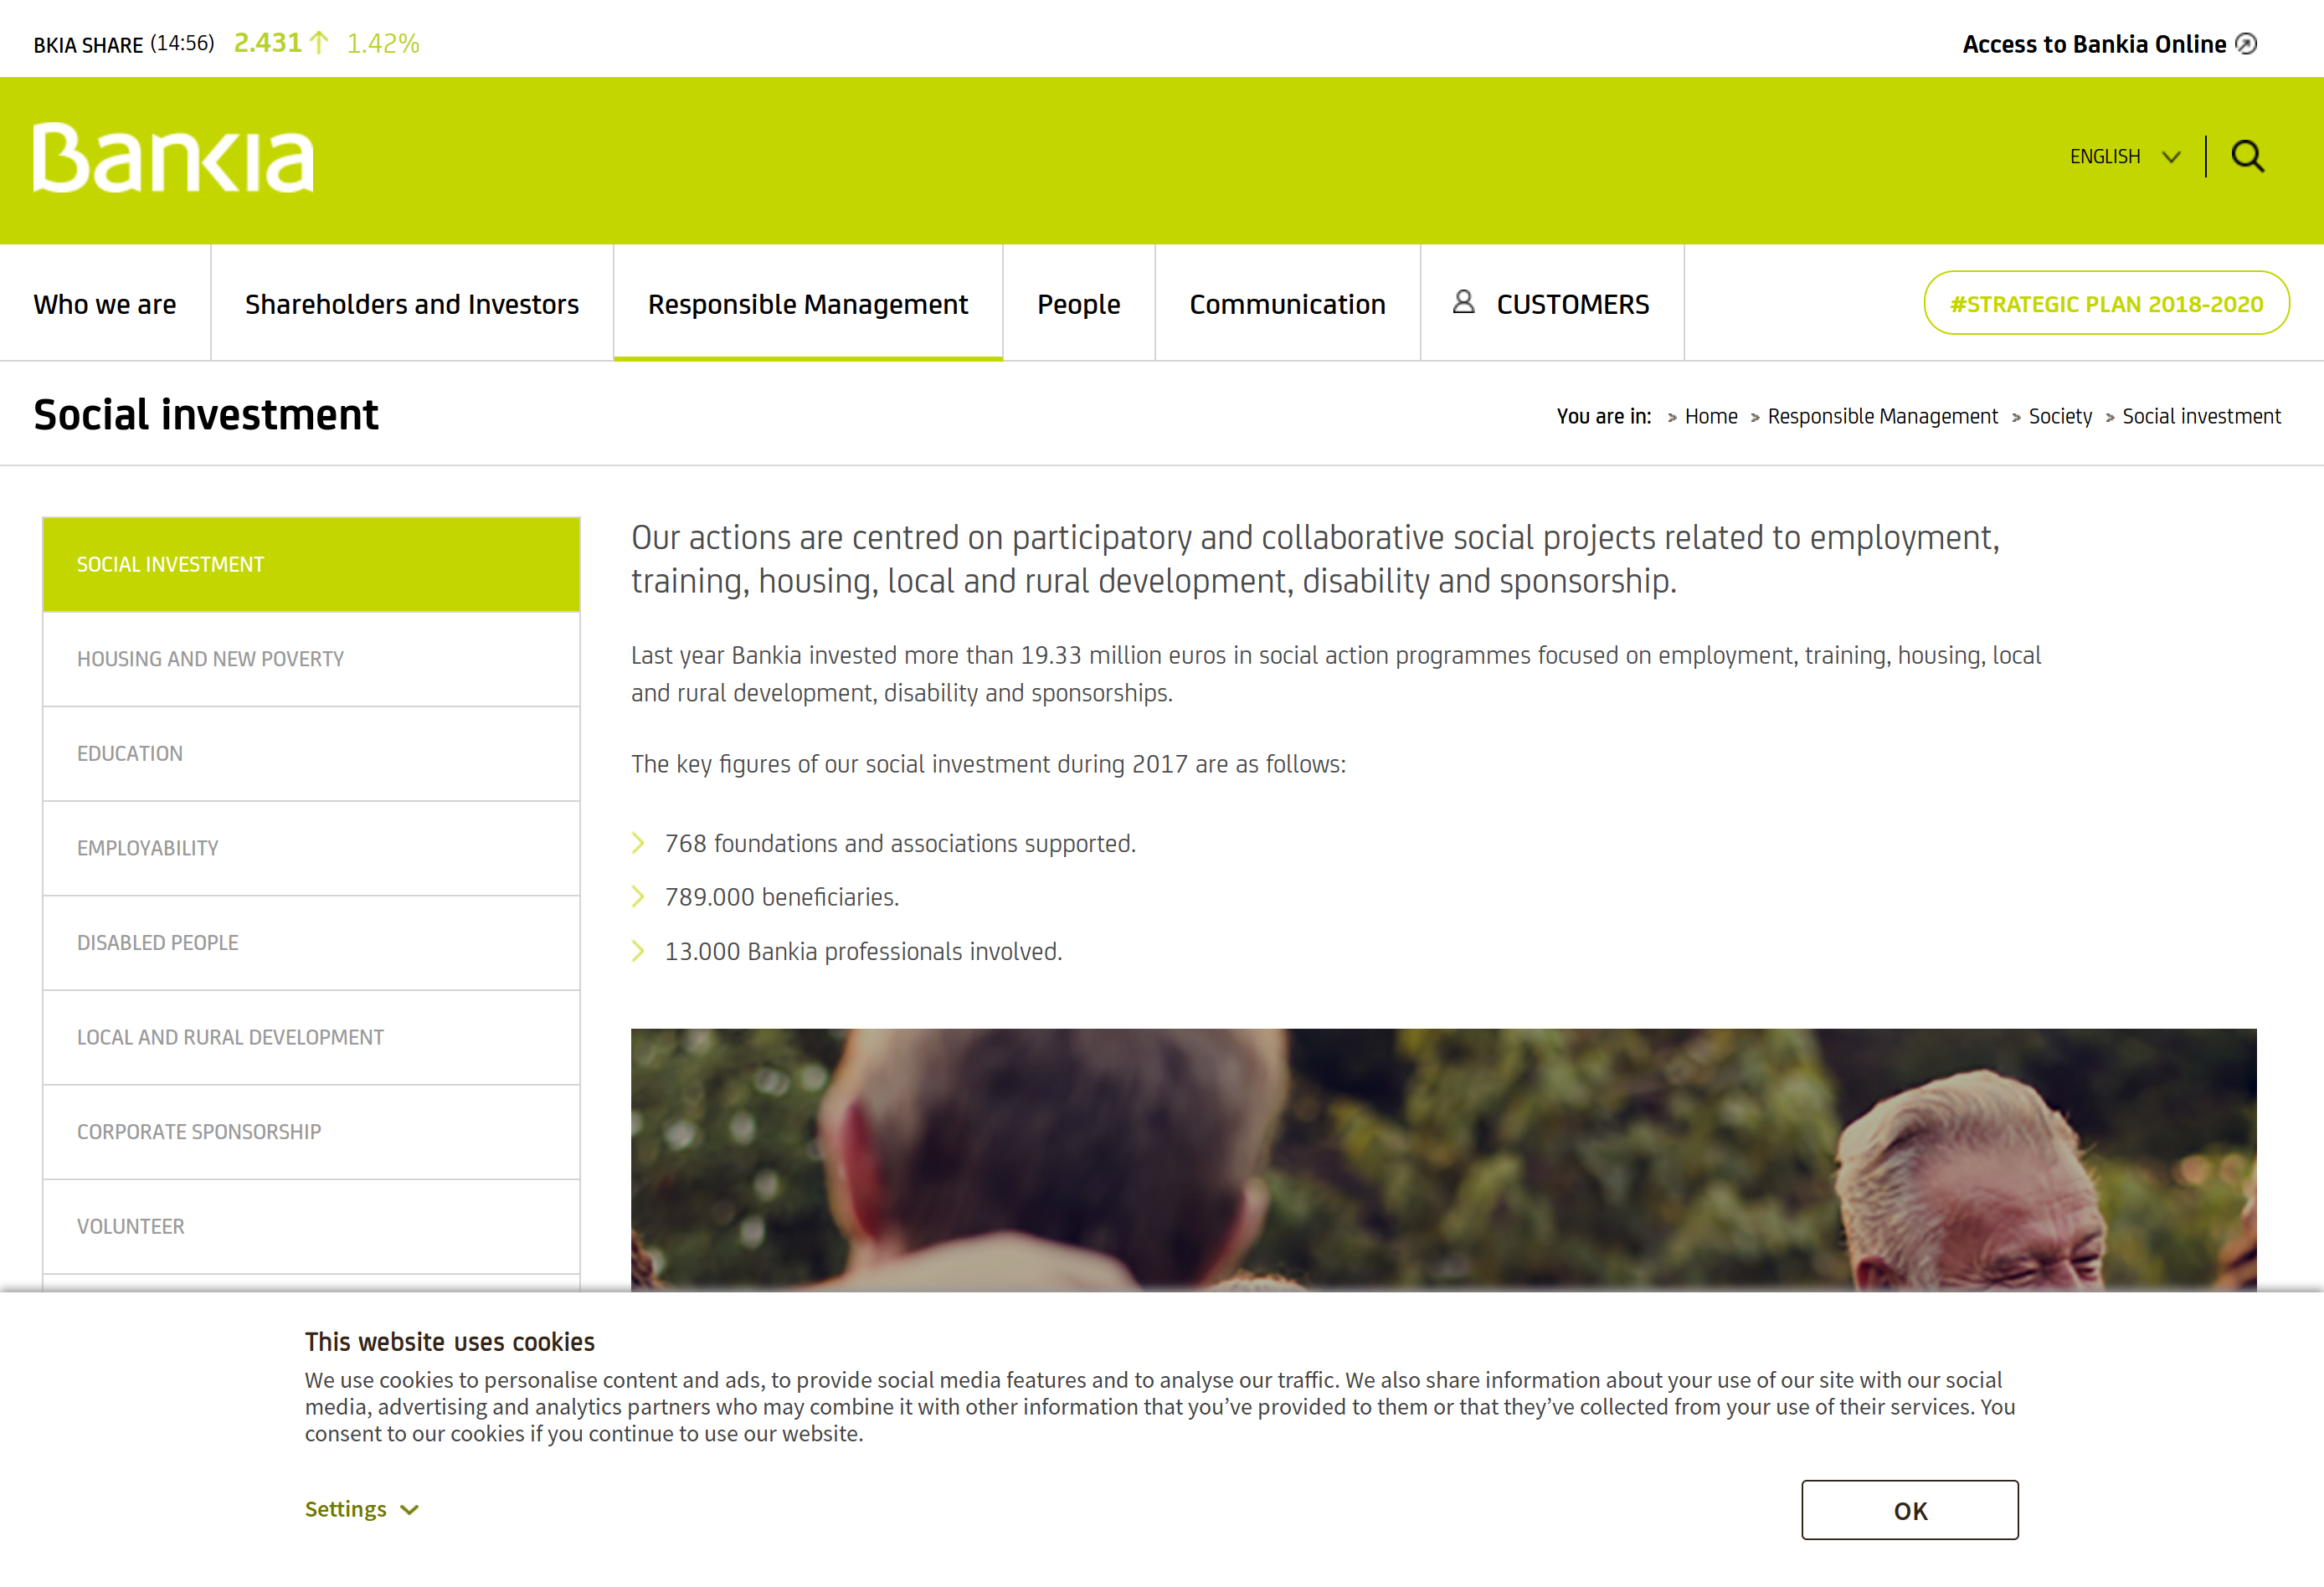 BKIA SHARE (14:56) 2.431 1.42%
Access to Bankia Online
Bankia
ENGLISH
Who we are
Shareholders and Investors
Responsible Management
People
Communication
CUSTOMERS
#STRATEGIC PLAN 2018-2020
Social investment
You are in: > Home > Responsible Management > Society > Social investment
SOCIAL INVESTMENT
HOUSING AND NEW POVERTY
EDUCATION
EMPLOYABILITY
DISABLED PEOPLE
LOCAL AND RURAL DEVELOPMENT
CORPORATE SPONSORSHIP
VOLUNTEER
Our actions are centred on participatory and collaborative social projects related to employment,
training, housing, local and rural development, disability and sponsorship.
Last year Bankia invested more than 19.33 million euros in social action programmes focused on employment, training, housing, local
and rural development, disability and sponsorships.
The key figures of our social investment during 2017 are as follows:
768 foundations and associations supported.
789.000 beneficiaries.
13.000 Bankia professionals involved.
This website uses cookies
We use cookies to personalise content and ads, to provide social media features and to analyse our traffic. We also share information about your use of our site with our social
media, advertising and analytics partners who may combine it with other information that you’ve provided to them or that they’ve collected from your use of their services. You
consent to our cookies if you continue to use our website.
Settings
OK